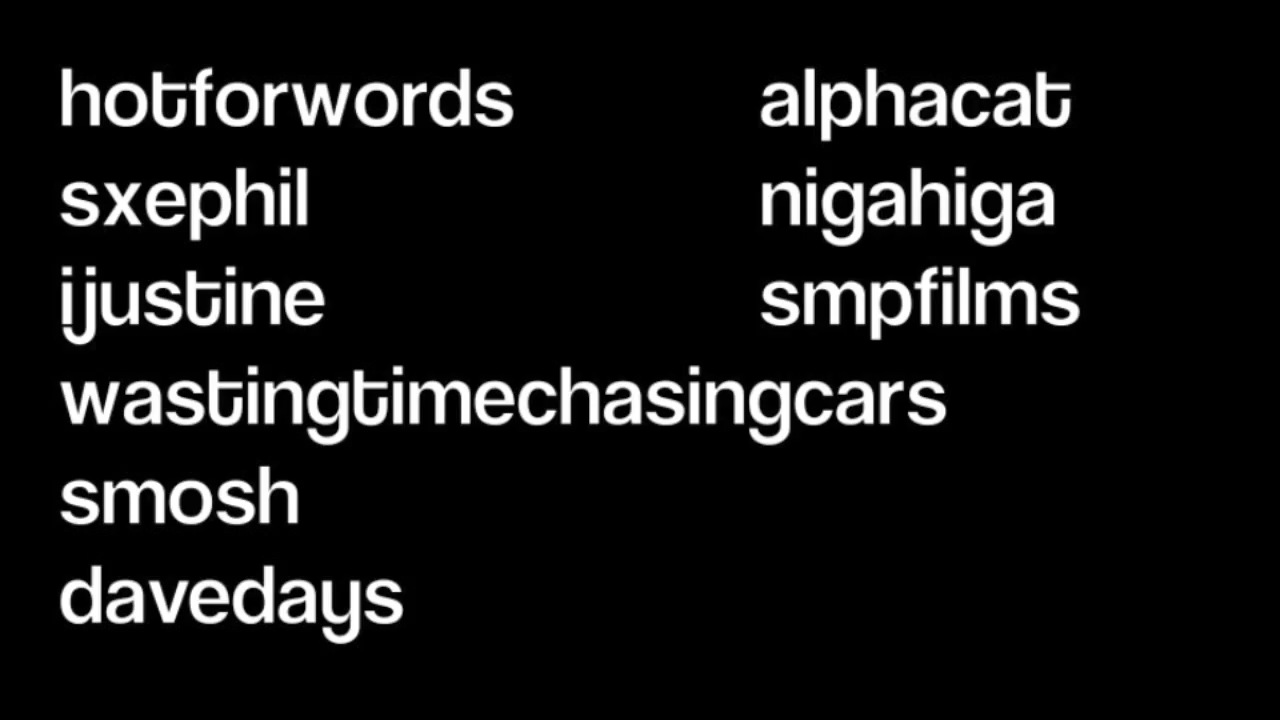 hotforwords
sxephil
ijustine
wastingtimechasingcars
smosh
davedays
alphacat
nigahiga
smpfilms